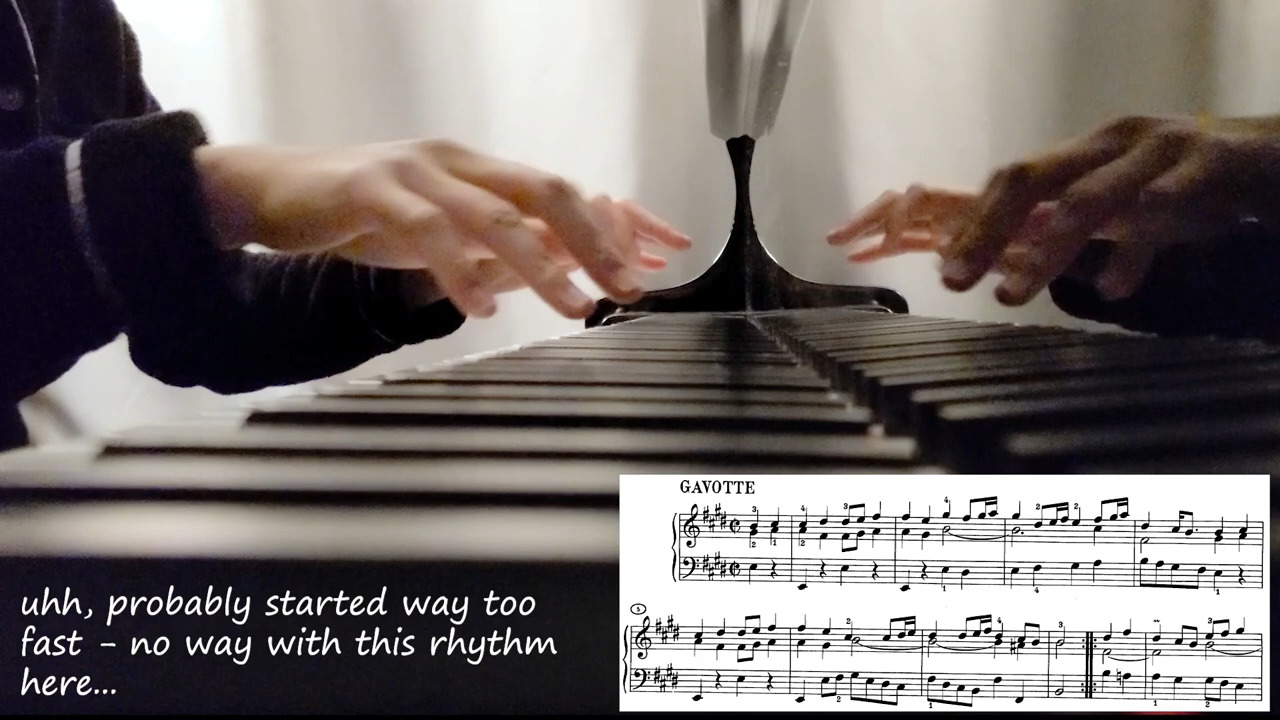 GAVOTTE
uhh, probably started way too
fast - no way with this rhythm
here...